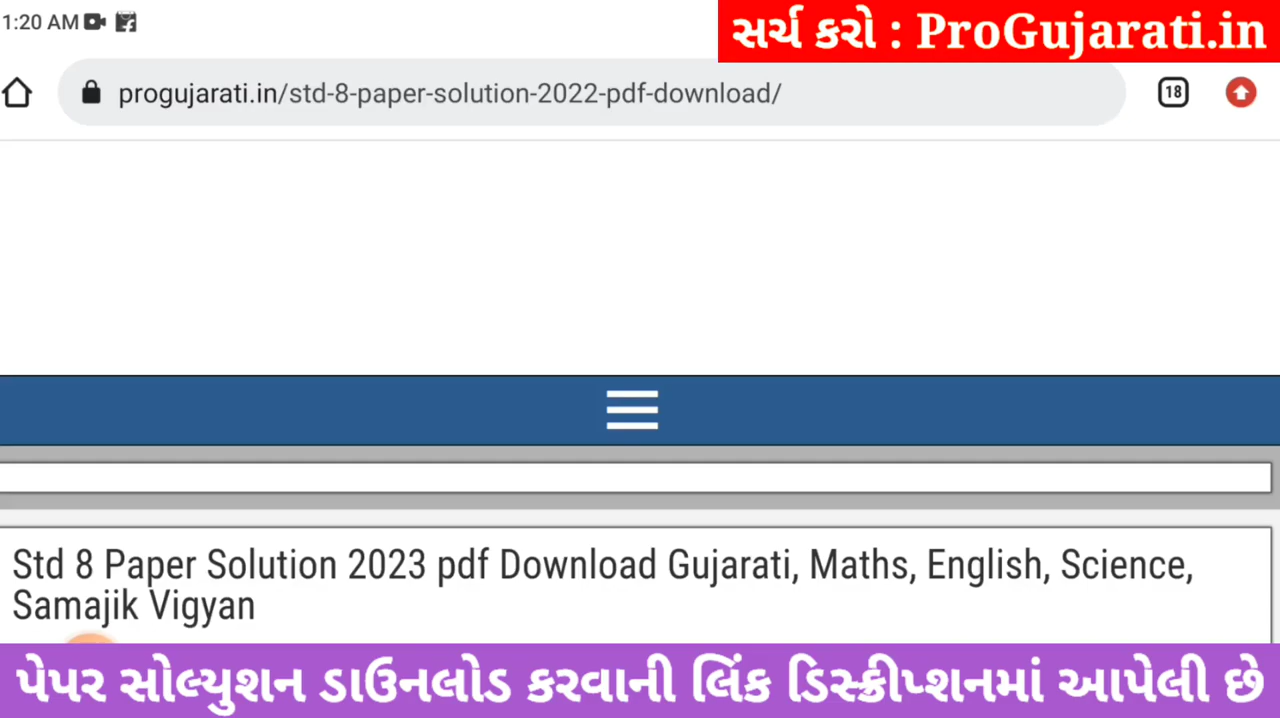 1:20 AM
સર્ચ કરો : ProGujarati.in
progujarati.in/std-8-paper-solution-2022-pdf-download/
18
Std 8 Paper Solution 2023 pdf Download Gujarati, Maths, English, Science,
Samajik Vigyan
પેપર સોલ્યુશન ડાઉનલોડ કરવાની લિંક ડિસ્ક્રીપ્શનમાં આપેલી છે